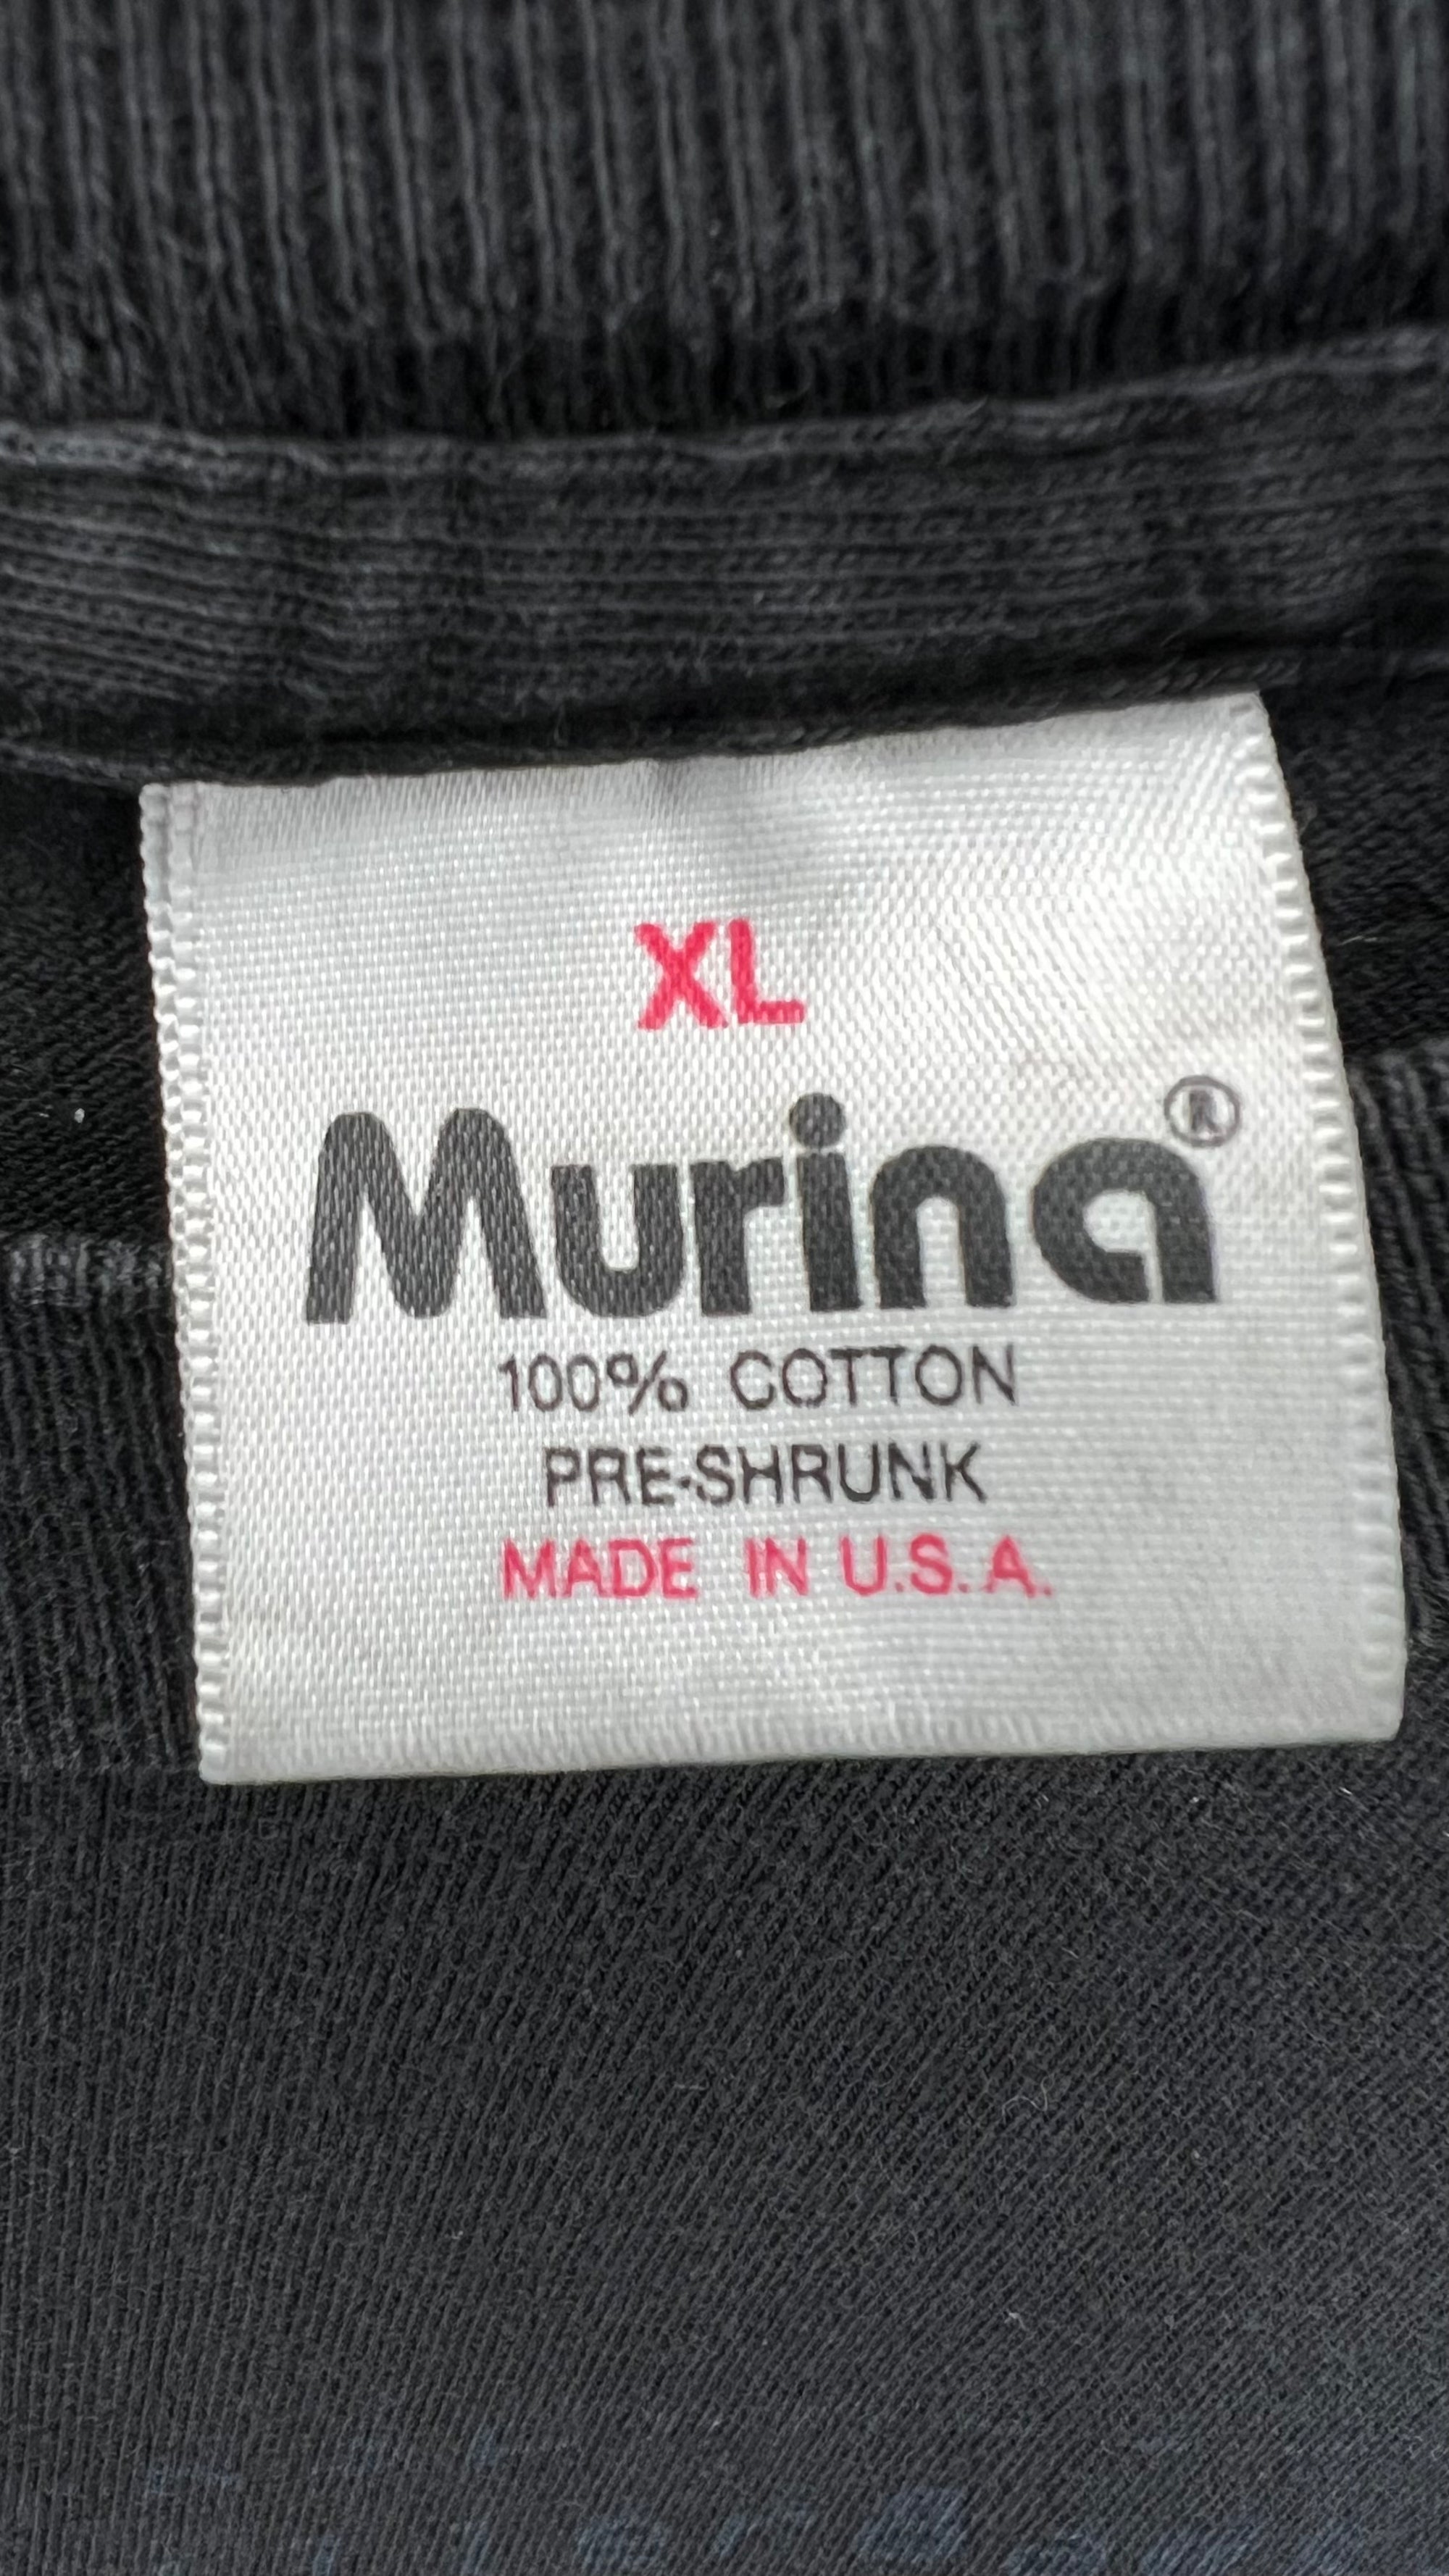 XL
Murina®
100% COTTON
PRE-SHRUNK
MADE IN U.S.A.